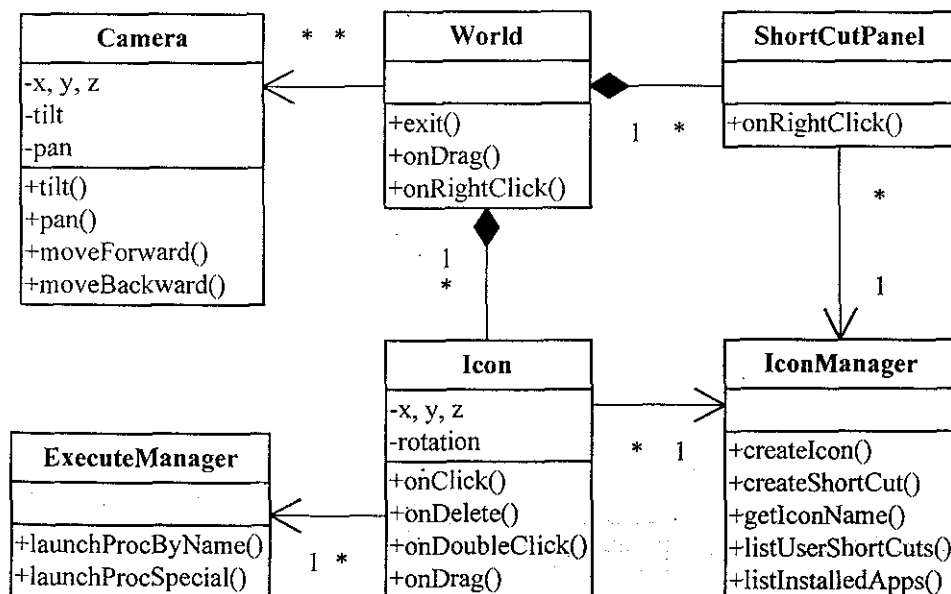 Camera
-x, y, z
-tilt
-pan
+tilt()
+pan()
+moveForward()
+moveBackward()
* *
World
+exit()
+onDrag()
+onRightClick()
1 *
ShortCutPanel
+onRightClick()
*
1
1
*
Icon
-x, y, z
-rotation
+onClick()
+onDelete()
+onDoubleClick()
+onDrag()
* 1
IconManager
+createIcon()
+createShortCut()
+getIconName()
+listUserShortCuts()
+listInstalledApps()
ExecuteManager
+launchProcByName()
+launchProcSpecial()
1 *